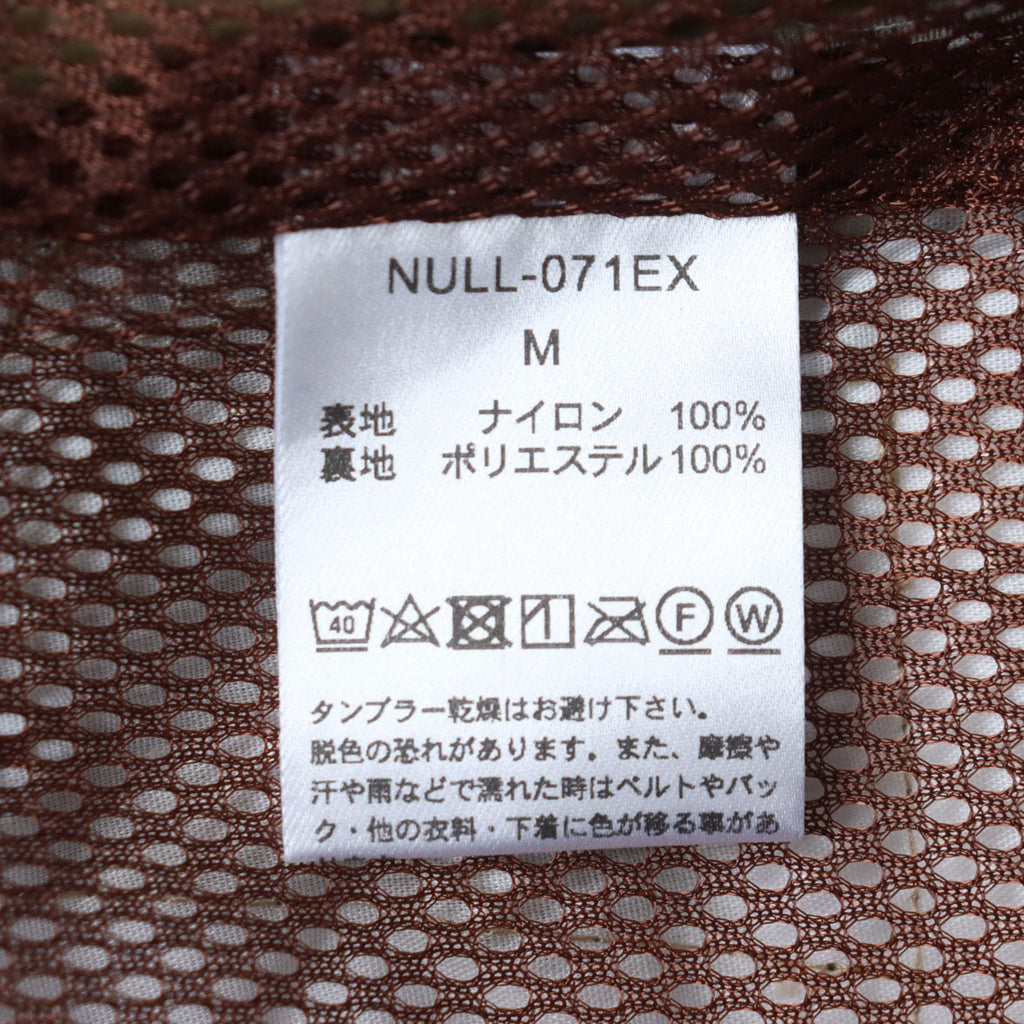 NULL-071EX
M
表地 ナイロン 100%
裏地 ポリエステル 100%
40 F W
タンブラー乾燥はお避け下さい。
脱色の恐れがあります。また、摩擦や
汗や雨などで濡れた時はベルトやバッ
ク・他の衣料・下着に色が移る事があ